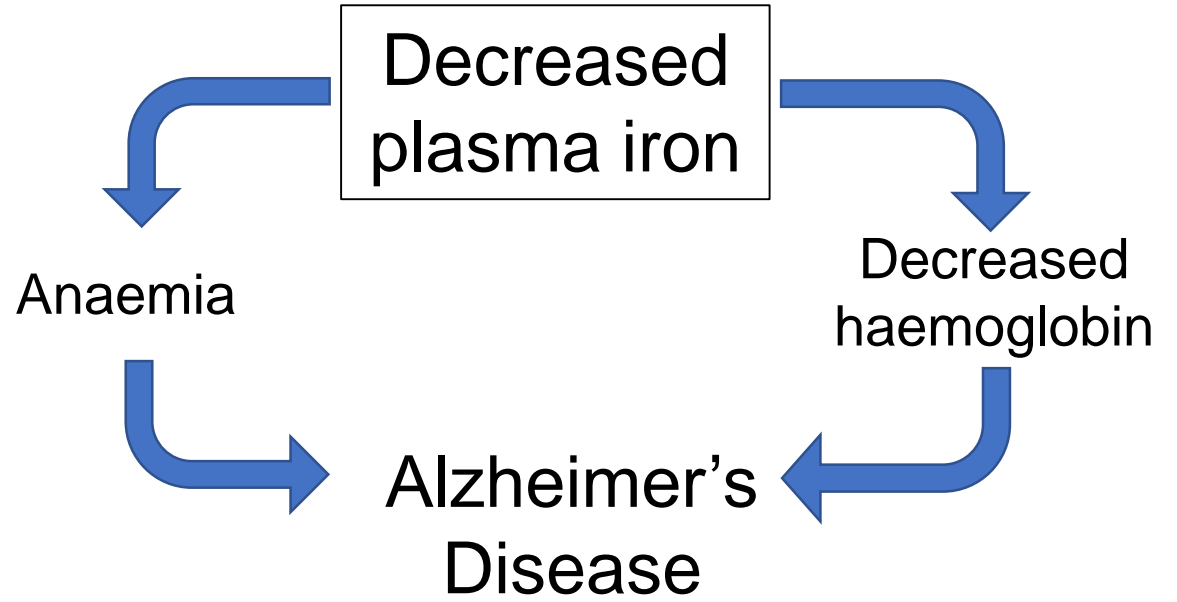 Decreased
plasma iron
Anaemia
Decreased
haemoglobin
Alzheimer’s
Disease